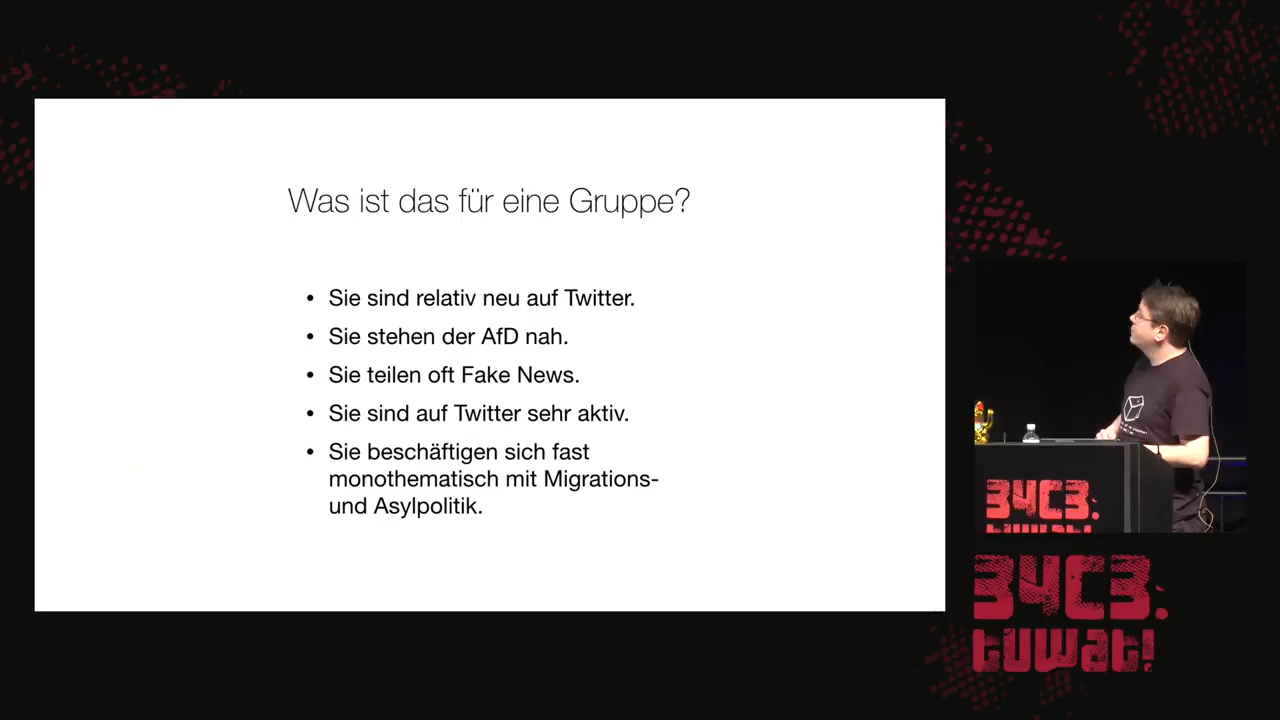 Was ist das für eine Gruppe?
• Sie sind relativ neu auf Twitter.
• Sie stehen der AfD nah.
• Sie teilen oft Fake News.
• Sie sind auf Twitter sehr aktiv.
• Sie beschäftigen sich fast
monothematisch mit Migrations-
und Asylpolitik.
34C3.
34C3.
tuwat!